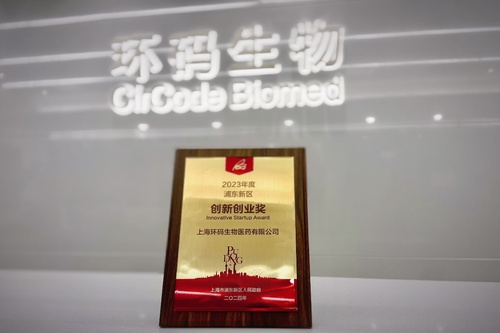 环码生物
CirCode Biomed
2023年度
浦东新区
创新创业奖
Innovative Startup Award
上海环码生物医药有限公司
上海市浦东新区人民政府
二○二四年